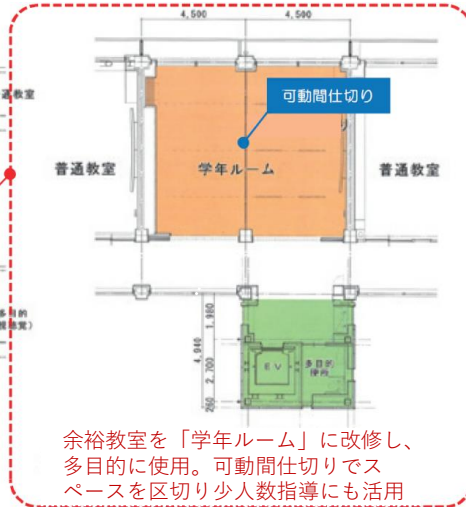 4,500 4,500
通教室
可動間仕切り
り
普通教室
学年ルーム
普通教室
多目的
1,980
4,940
2,700
260
EV
多目的
便所
余裕教室を「学年ルーム」に改修し、
多目的に使用。可動間仕切りでス
ペースを区切り少人数指導にも活用